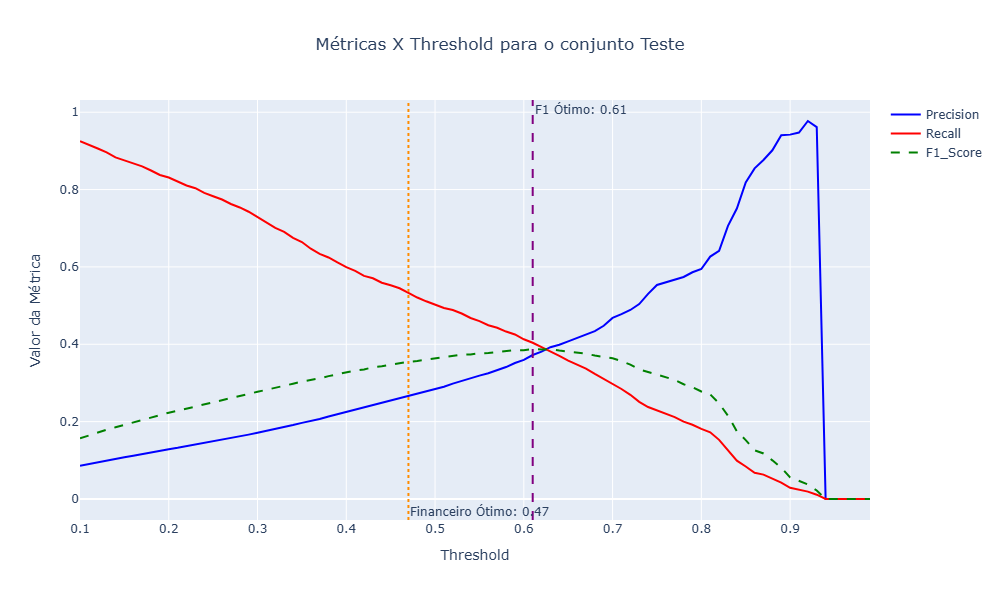 Métricas X Threshold para o conjunto Teste
F1 Ótimo: 0.61
Precision
Recall
F1_Score
1
0.8
0.6
0.4
0.2
0
Valor da Métrica
Financeiro Ótimo: 0.47
0.1 0.2 0.3 0.4 0.5 0.6 0.7 0.8 0.9
Threshold